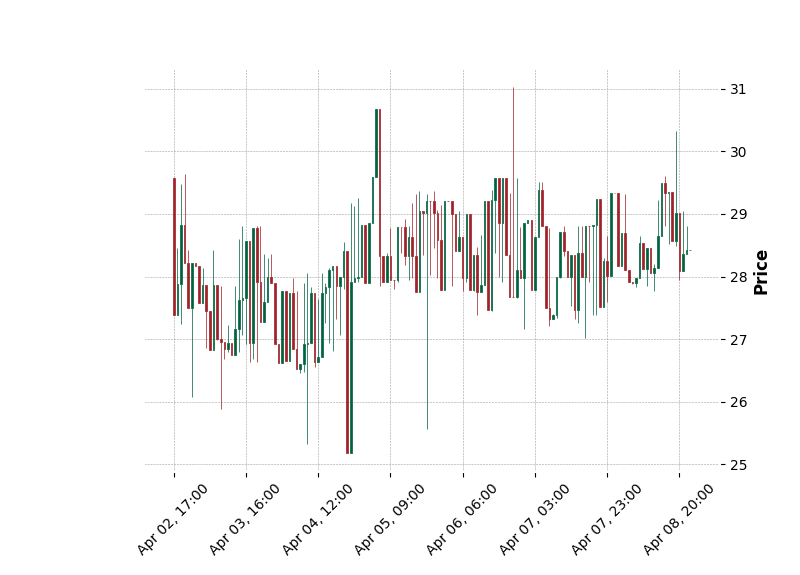 31
30
29
28
27
26
25
Price
Apr 02, 17:00
Apr 03, 16:00
Apr 04, 12:00
Apr 05, 09:00
Apr 06, 06:00
Apr 07, 03:00
Apr 07, 23:00
Apr 08, 20:00